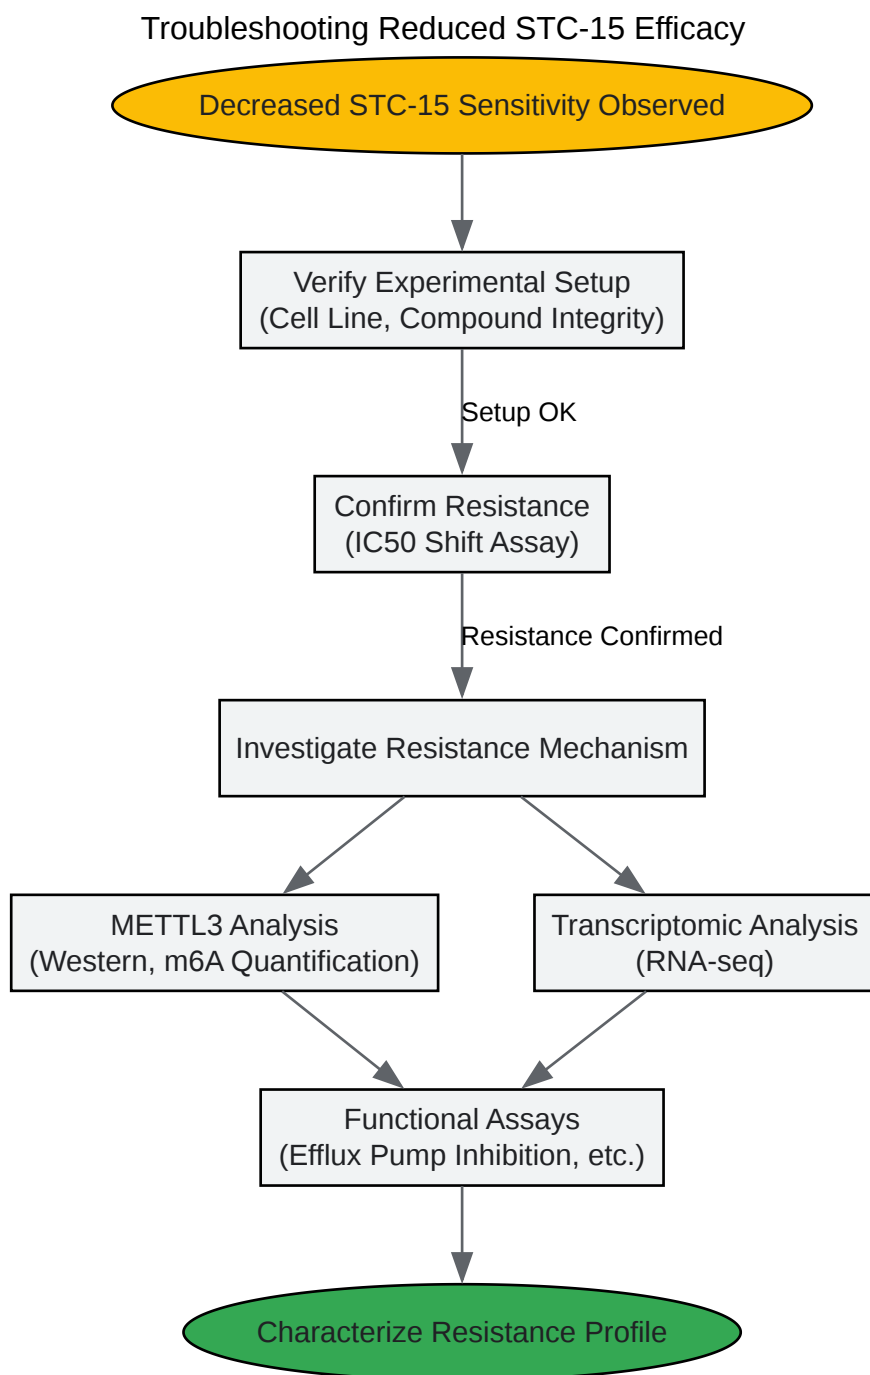 Troubleshooting Reduced STC-15 Efficacy
Decreased STC-15 Sensitivity Observed
Verify Experimental Setup
(Cell Line, Compound Integrity)
Setup OK
Confirm Resistance
(IC50 Shift Assay)
Resistance Confirmed
Investigate Resistance Mechanism
METTL3 Analysis
(Western, m6A Quantification)
Transcriptomic Analysis
(RNA-seq)
Functional Assays
(Efflux Pump Inhibition, etc.)
Characterize Resistance Profile